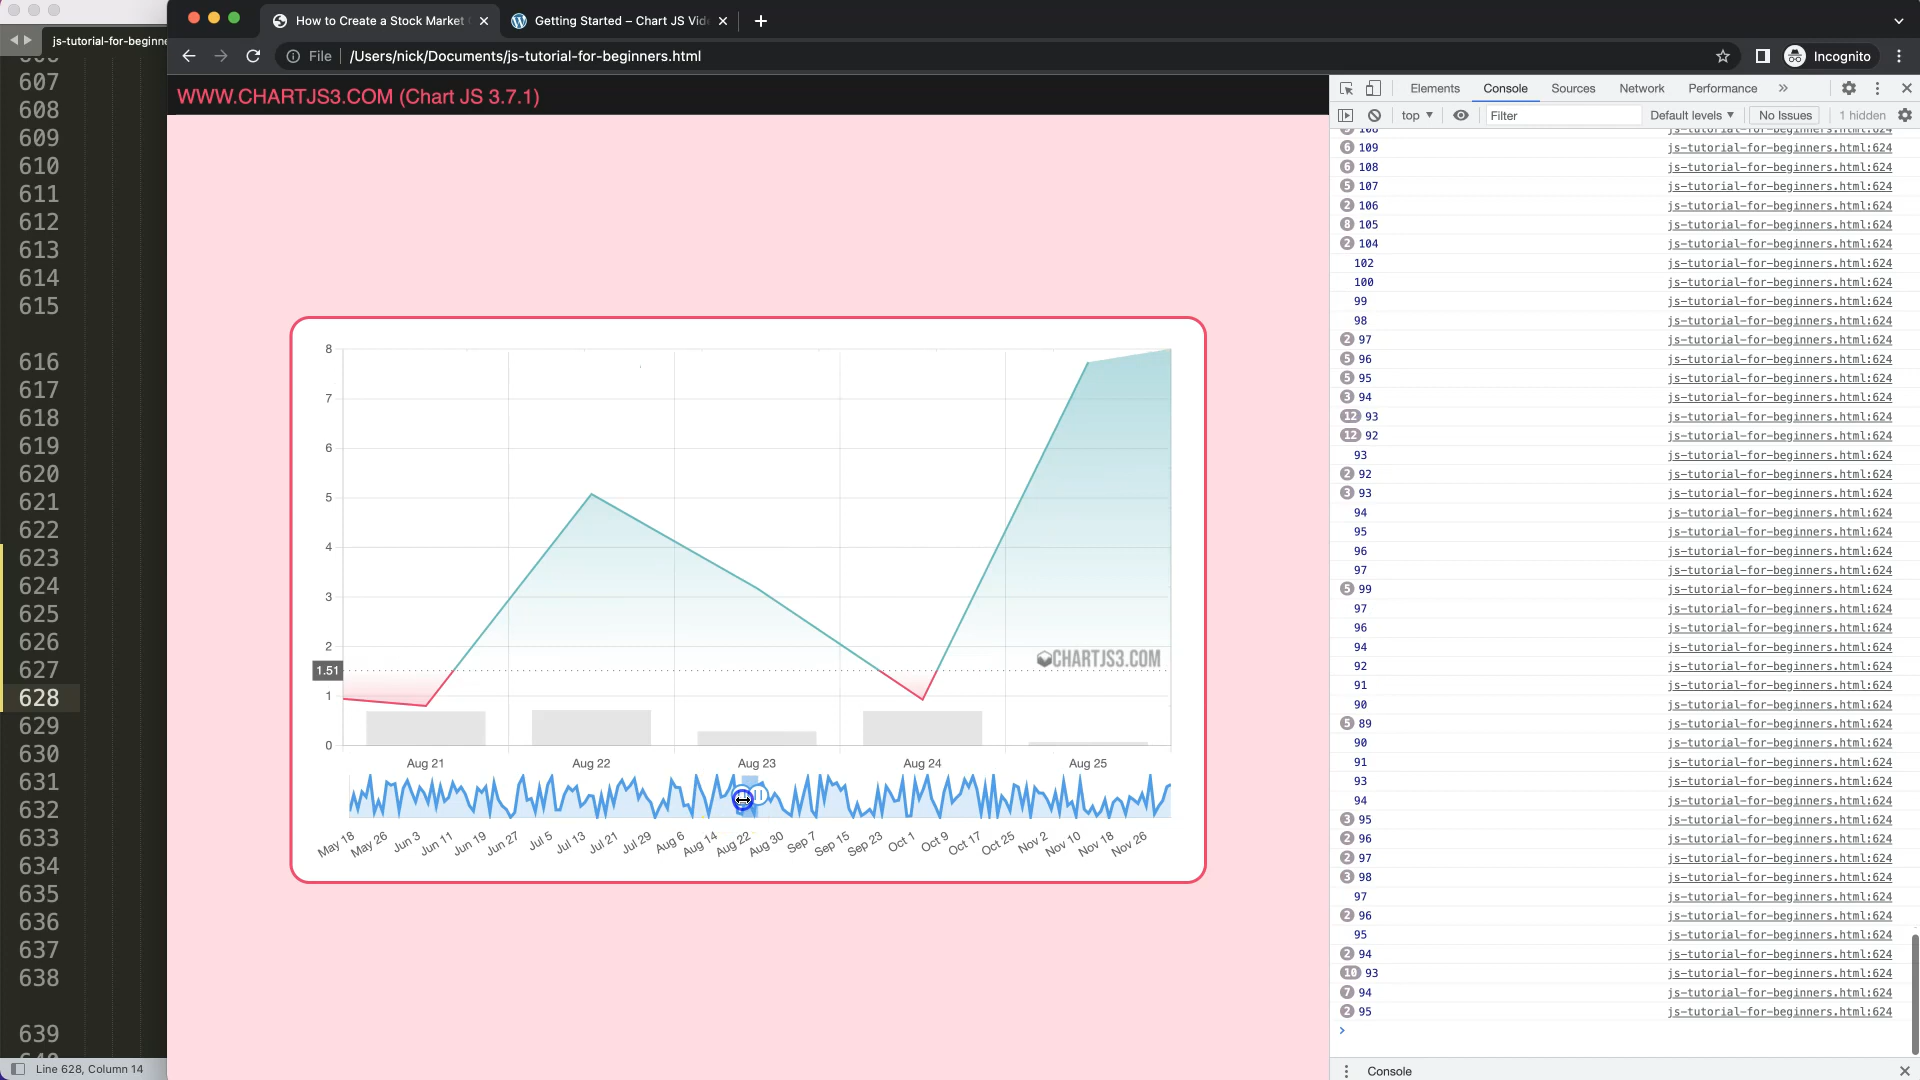 How to Create a Stock Market
Getting Started – Chart JS Vid
js-tutorial-for-beginne
File
/Users/nick/Documents/js-tutorial-for-beginners.html
Incognito
WWW.CHARTJS3.COM (Chart JS 3.7.1)
Elements
Console
Sources
Network
Performance
top
Filter
Default levels
No Issues
1 hidden
607
608
609
610
611
612
613
614
615
616
617
618
619
620
621
622
623
624
625
626
627
628
629
630
631
632
633
634
635
636
637
638
639
Line 628, Column 14
8
7
6
5
4
3
2
1.51
1
0
CHARTJS3.COM
Aug 21
Aug 22
Aug 23
Aug 24
Aug 25
May 18
May 26
Jun 3
Jun 11
Jun 19
Jun 27
Jul 5
Jul 13
Jul 21
Jul 29
Aug 6
Aug 14
Aug 22
Aug 30
Sep 7
Sep 15
Sep 23
Oct 1
Oct 9
Oct 17
Oct 25
Nov 2
Nov 10
Nov 18
Nov 26
6 109 js-tutorial-for-beginners.html:624
6 108 js-tutorial-for-beginners.html:624
5 107 js-tutorial-for-beginners.html:624
2 106 js-tutorial-for-beginners.html:624
8 105 js-tutorial-for-beginners.html:624
2 104 js-tutorial-for-beginners.html:624
102 js-tutorial-for-beginners.html:624
100 js-tutorial-for-beginners.html:624
99 js-tutorial-for-beginners.html:624
98 js-tutorial-for-beginners.html:624
2 97 js-tutorial-for-beginners.html:624
5 96 js-tutorial-for-beginners.html:624
5 95 js-tutorial-for-beginners.html:624
3 94 js-tutorial-for-beginners.html:624
12 93 js-tutorial-for-beginners.html:624
12 92 js-tutorial-for-beginners.html:624
93 js-tutorial-for-beginners.html:624
2 92 js-tutorial-for-beginners.html:624
3 93 js-tutorial-for-beginners.html:624
94 js-tutorial-for-beginners.html:624
95 js-tutorial-for-beginners.html:624
96 js-tutorial-for-beginners.html:624
97 js-tutorial-for-beginners.html:624
5 99 js-tutorial-for-beginners.html:624
97 js-tutorial-for-beginners.html:624
96 js-tutorial-for-beginners.html:624
94 js-tutorial-for-beginners.html:624
92 js-tutorial-for-beginners.html:624
91 js-tutorial-for-beginners.html:624
90 js-tutorial-for-beginners.html:624
5 89 js-tutorial-for-beginners.html:624
90 js-tutorial-for-beginners.html:624
91 js-tutorial-for-beginners.html:624
93 js-tutorial-for-beginners.html:624
94 js-tutorial-for-beginners.html:624
3 95 js-tutorial-for-beginners.html:624
2 96 js-tutorial-for-beginners.html:624
2 97 js-tutorial-for-beginners.html:624
3 98 js-tutorial-for-beginners.html:624
97 js-tutorial-for-beginners.html:624
2 96 js-tutorial-for-beginners.html:624
95 js-tutorial-for-beginners.html:624
2 94 js-tutorial-for-beginners.html:624
10 93 js-tutorial-for-beginners.html:624
7 94 js-tutorial-for-beginners.html:624
2 95 js-tutorial-for-beginners.html:624
Console